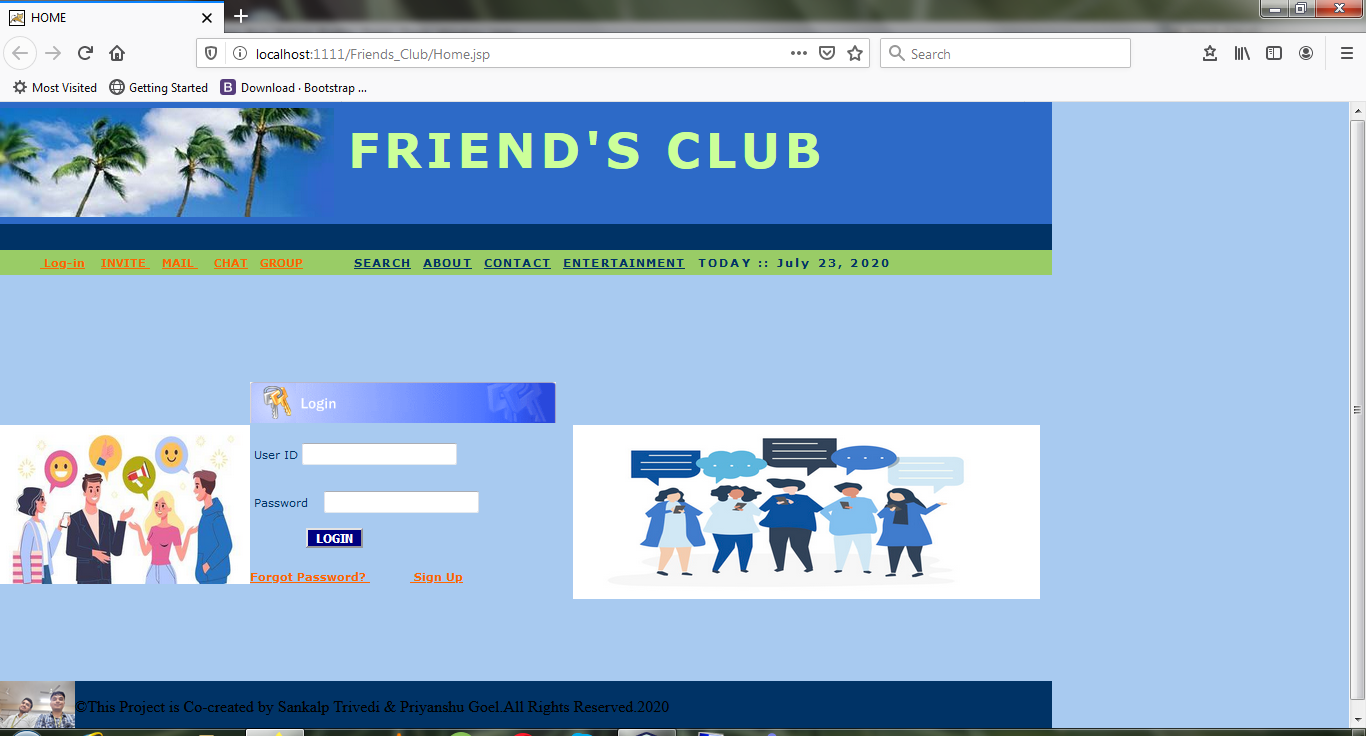 HOME
localhost:1111/Friends_Club/Home.jsp
Search
Most Visited Getting Started B Download · Bootstrap ...
FRIEND'S CLUB
Log-in INVITE MAIL CHAT GROUP SEARCH ABOUT CONTACT ENTERTAINMENT TODAY :: July 23, 2020
Login
User ID
Password
LOGIN
Forgot Password? Sign Up
©This Project is Co-created by Sankalp Trivedi & Priyanshu Goel.All Rights Reserved.2020